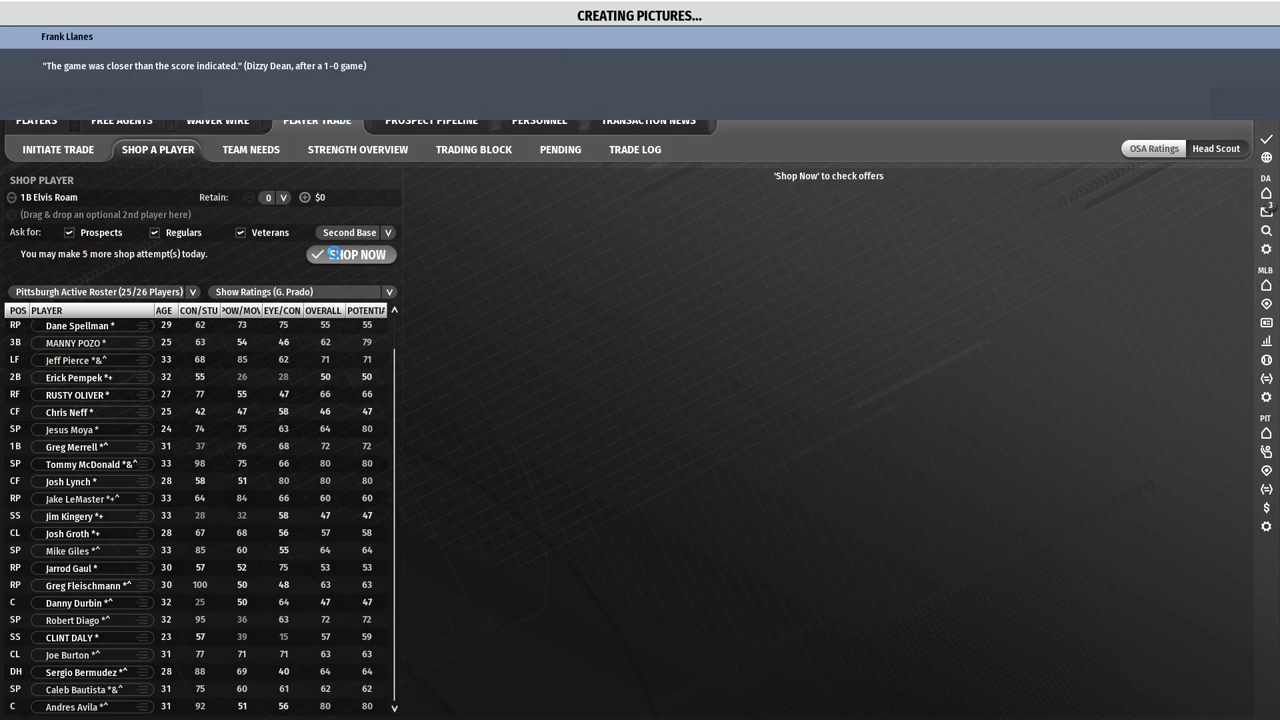 CREATING PICTURES...
Frank Llanes
"The game was closer than the score indicated." (Dizzy Dean, after a 1-0 game)
PLAYERS FREE AGENTS WAIVER WIRE PLAYER TRADE PROSPECT PIPELINE PERSONNEL TRANSACTION NEWS
INITIATE TRADE SHOP A PLAYER TEAM NEEDS STRENGTH OVERVIEW TRADING BLOCK PENDING TRADE LOG OSA Ratings Head Scout
SHOP PLAYER
'Shop Now' to check offers
1B Elvis Roam Retain: 0 V $0
(Drag & drop an optional 2nd player here)
Ask for: Prospects Regulars Veterans Second Base V
You may make 5 more shop attempt(s) today. SHOP NOW
Pittsburgh Active Roster (25/26 Players) V Show Ratings (G. Prado) V
POS PLAYER AGE CON/STU POW/MOV EYE/CON OVERALL POTENTIA
RP Dane Spellman * 29 62 73 75 55 55
3B MANNY POZO * 25 63 54 46 62 79
LF Jeff Pierce *&^ 33 68 85 62 71 71
2B Erick Pempek *+ 32 55 26 28 50 50
RF RUSTY OLIVER * 27 77 55 47 66 66
CF Chris Neff * 25 42 47 58 46 47
SP Jesus Moya * 24 74 75 63 64 80
1B Greg Merrell *^ 31 37 76 68 72 72
SP Tommy McDonald *&^ 33 98 75 66 80 80
CF Josh Lynch * 28 58 51 80 80 80
RP Jake LeMaster *+^ 33 64 84 66 60 60
SS Jim Kingery *+ 33 28 32 58 47 47
CL Josh Groth *+ 28 67 68 56 57 58
SP Mike Giles *^ 33 85 60 55 64 64
RP Jarrod Gaul * 30 57 52 75 53 53
RP Greg Fleischmann *^ 30 100 50 48 63 63
C Danny Durbin *^ 32 25 50 64 47 47
SP Robert Diago *^ 32 95 36 63 72 72
SS CLINT DALY * 23 57 39 15 57 59
CL Joe Burton *^ 31 77 71 71 63 63
DH Sergio Bermudez *^ 28 88 69 40 64 64
SP Caleb Bautista *&^ 31 75 60 61 62 62
C Andres Avila *^ 31 92 51 56 80 80
DA
3
MLB
PIT
$